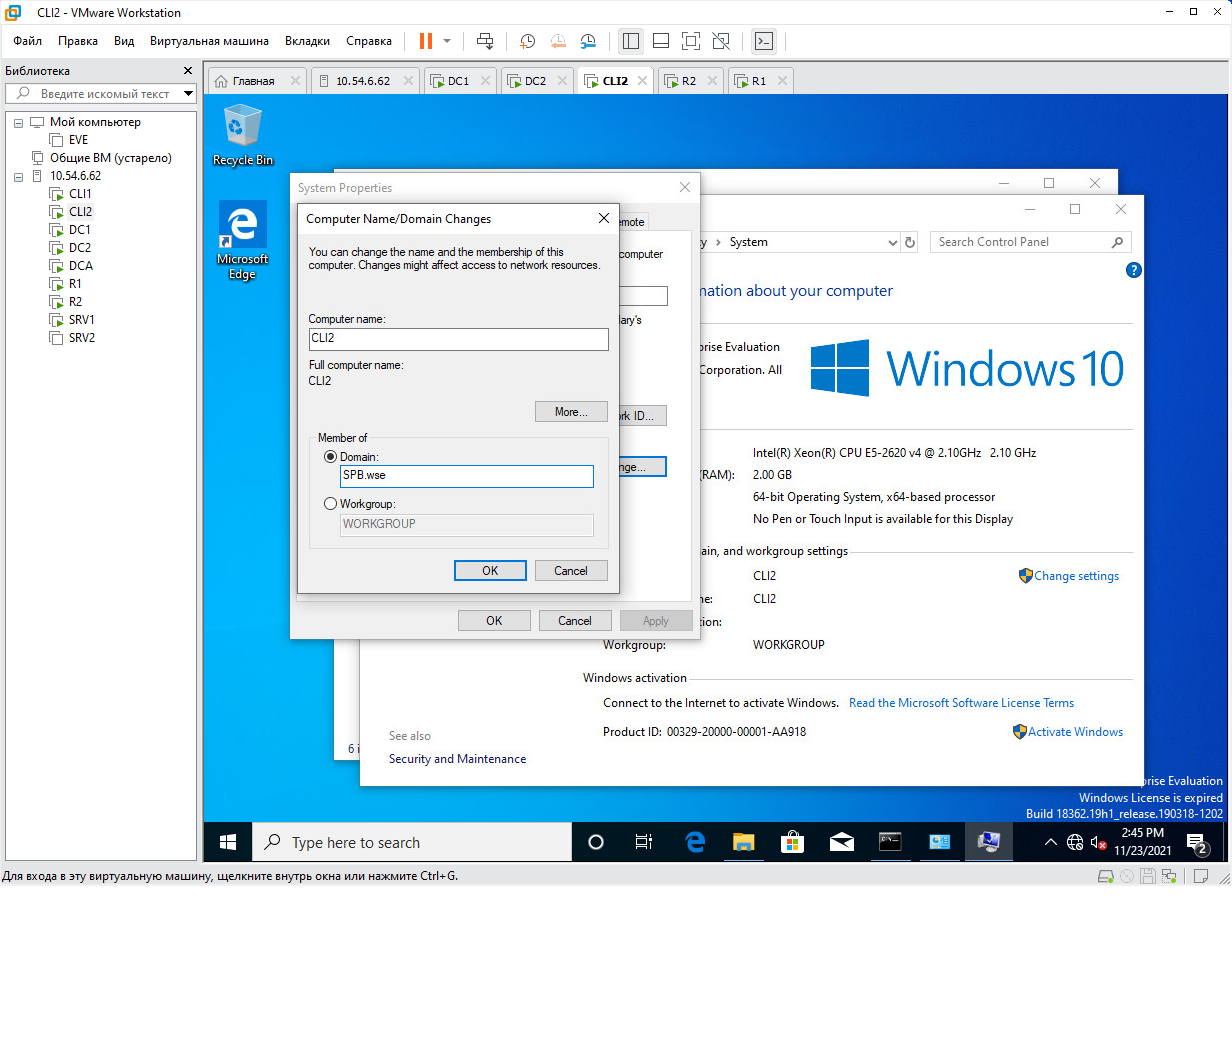 CLI2 - VMware Workstation
Файл Правка Вид Виртуальная машина Вкладки Справка
Библиотека
Введите искомый текст
Мой компьютер
EVE
Общие ВМ (устарело)
10.54.6.62
CLI1
CLI2
DC1
DC2
DCA
R1
R2
SRV1
SRV2
Главная
10.54.6.62
DC1
DC2
CLI2
R2
R1
Recycle Bin
Microsoft
Edge
System Properties
Computer Name/Domain Changes
You can change the name and the membership of this
computer. Changes might affect access to network resources.
Computer name:
CLI2
Full computer name:
CLI2
More...
Member of
Domain:
SPB.wse
Workgroup:
WORKGROUP
OK Cancel
OK Cancel Apply
emote
computer
ary's
rk ID...
nge...
y › System
Search Control Panel
?
mation about your computer
prise Evaluation
Corporation. All
Windows 10
Intel(R) Xeon(R) CPU E5-2620 v4 @ 2.10GHz 2.10 GHz
(RAM): 2.00 GB
64-bit Operating System, x64-based processor
No Pen or Touch Input is available for this Display
ain, and workgroup settings
CLI2
Change settings
ne: CLI2
tion:
Workgroup: WORKGROUP
Windows activation
Connect to the Internet to activate Windows. Read the Microsoft Software License Terms
Product ID: 00329-20000-00001-AA918
Activate Windows
See also
Security and Maintenance
6 i
prise Evaluation
Windows License is expired
Build 18362.19h1_release.190318-1202
Type here to search
2:45 PM
11/23/2021
2
Для входа в эту виртуальную машину, щелкните внутрь окна или нажмите Ctrl+G.